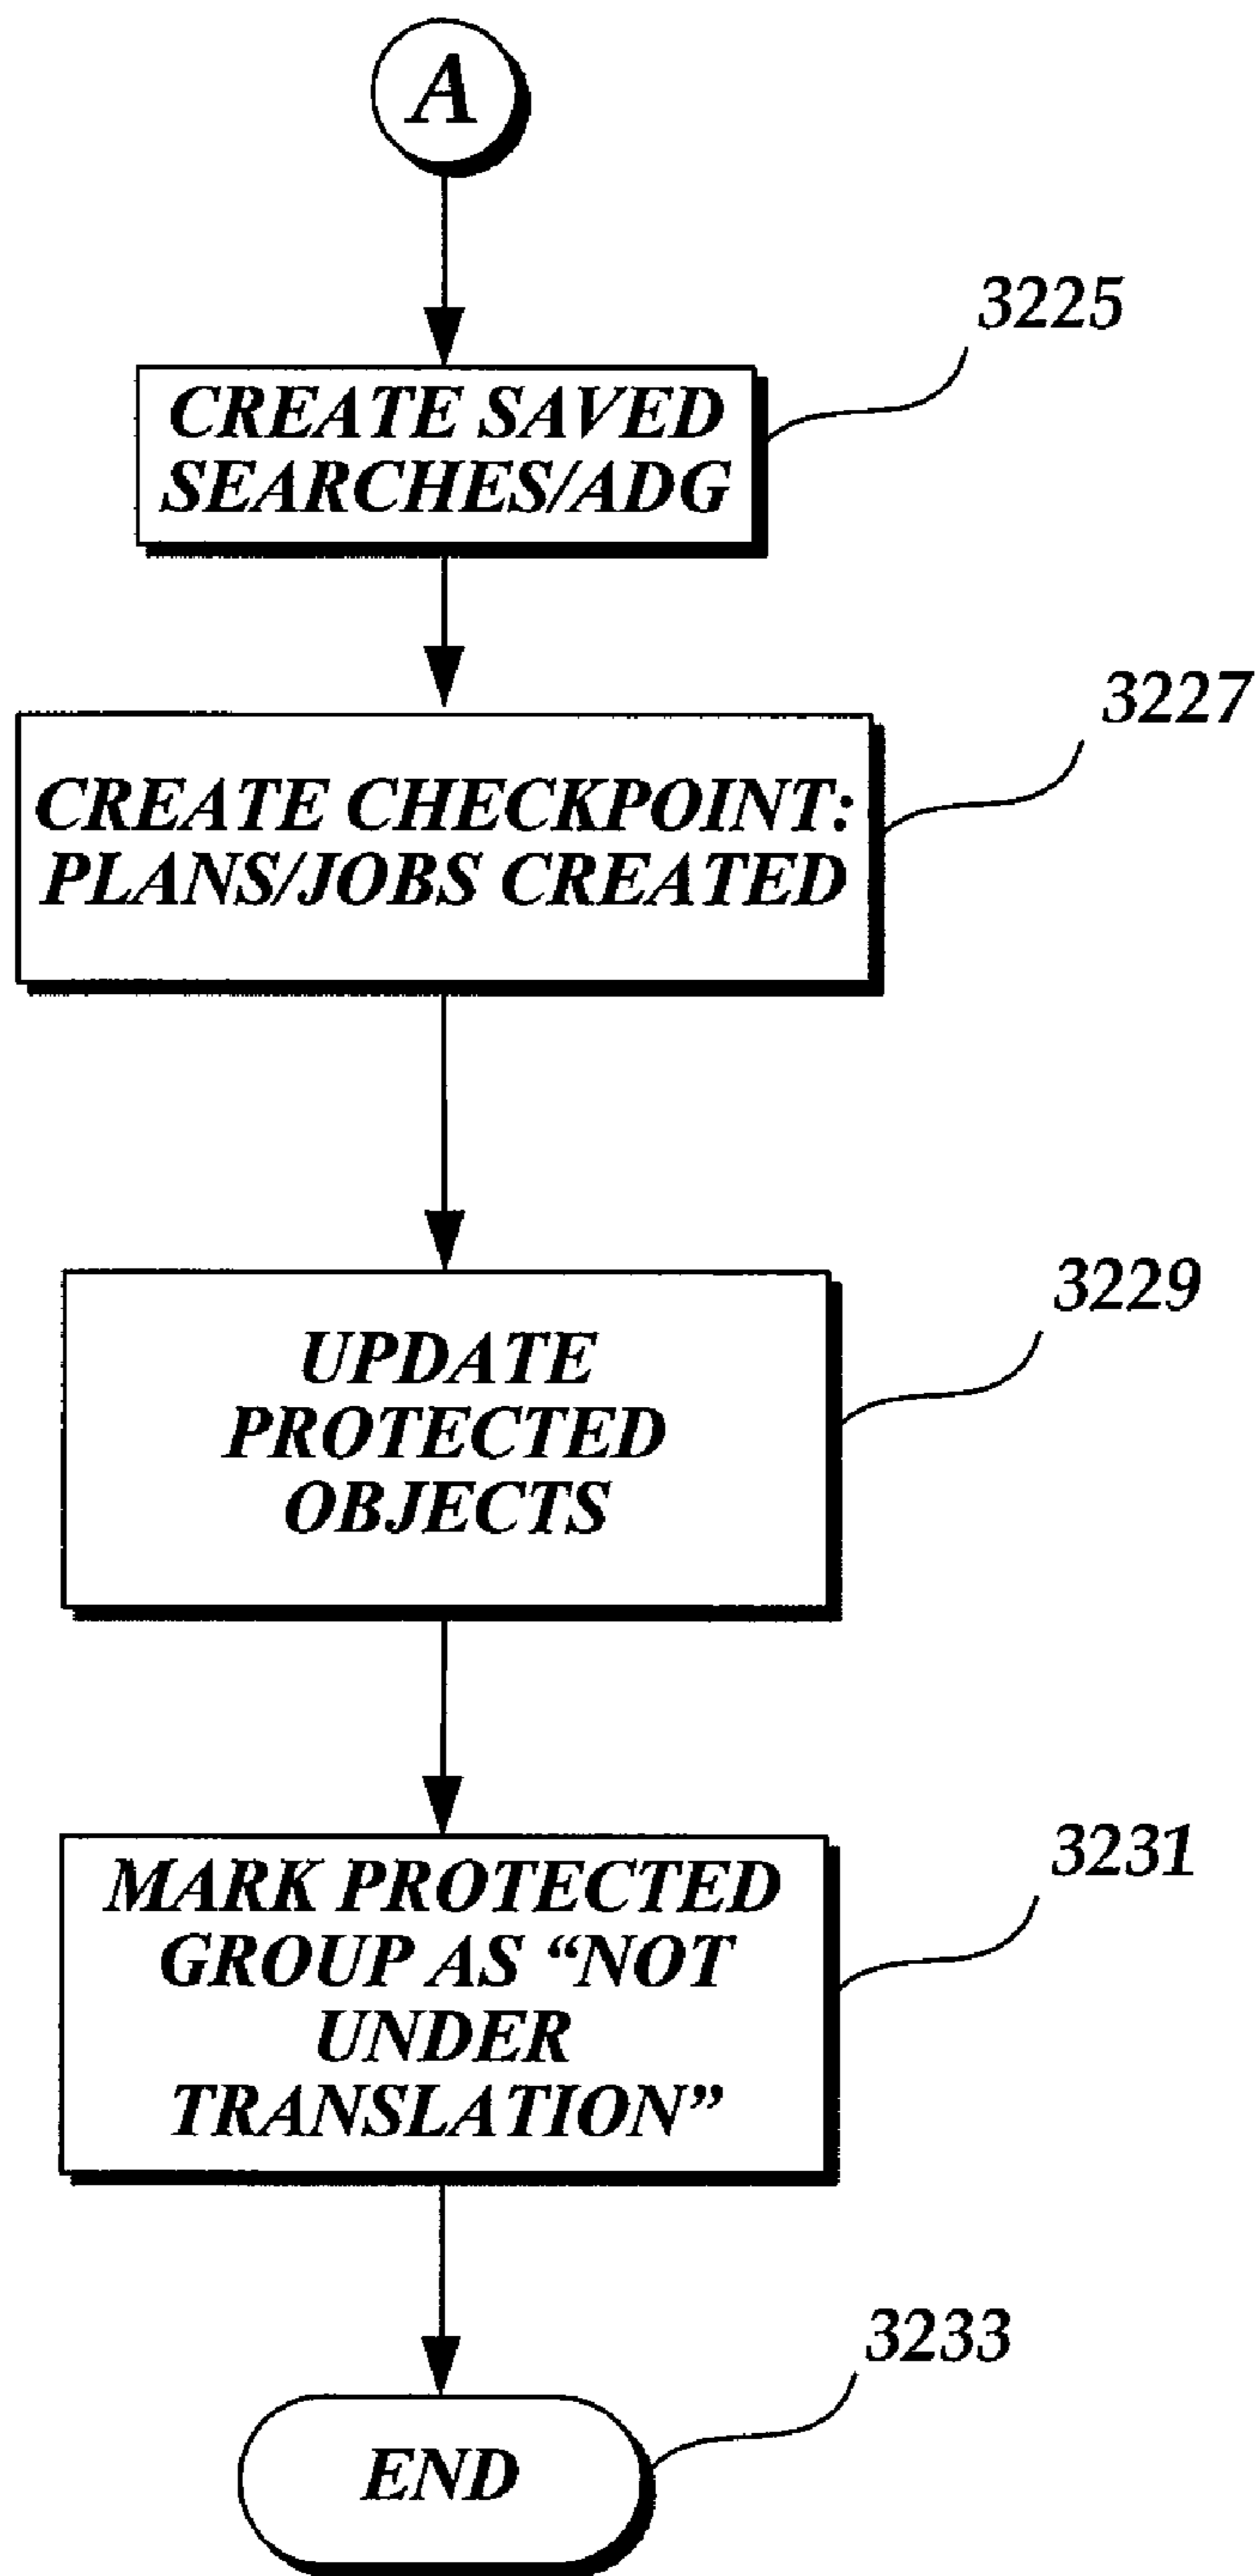 A
3225
CREATE SAVED
SEARCHES/ADG
3227
CREATE CHECKPOINT:
PLANS/JOBS CREATED
3229
UPDATE
PROTECTED
OBJECTS
3231
MARK PROTECTED
GROUP AS “NOT
UNDER
TRANSLATION”
3233
END